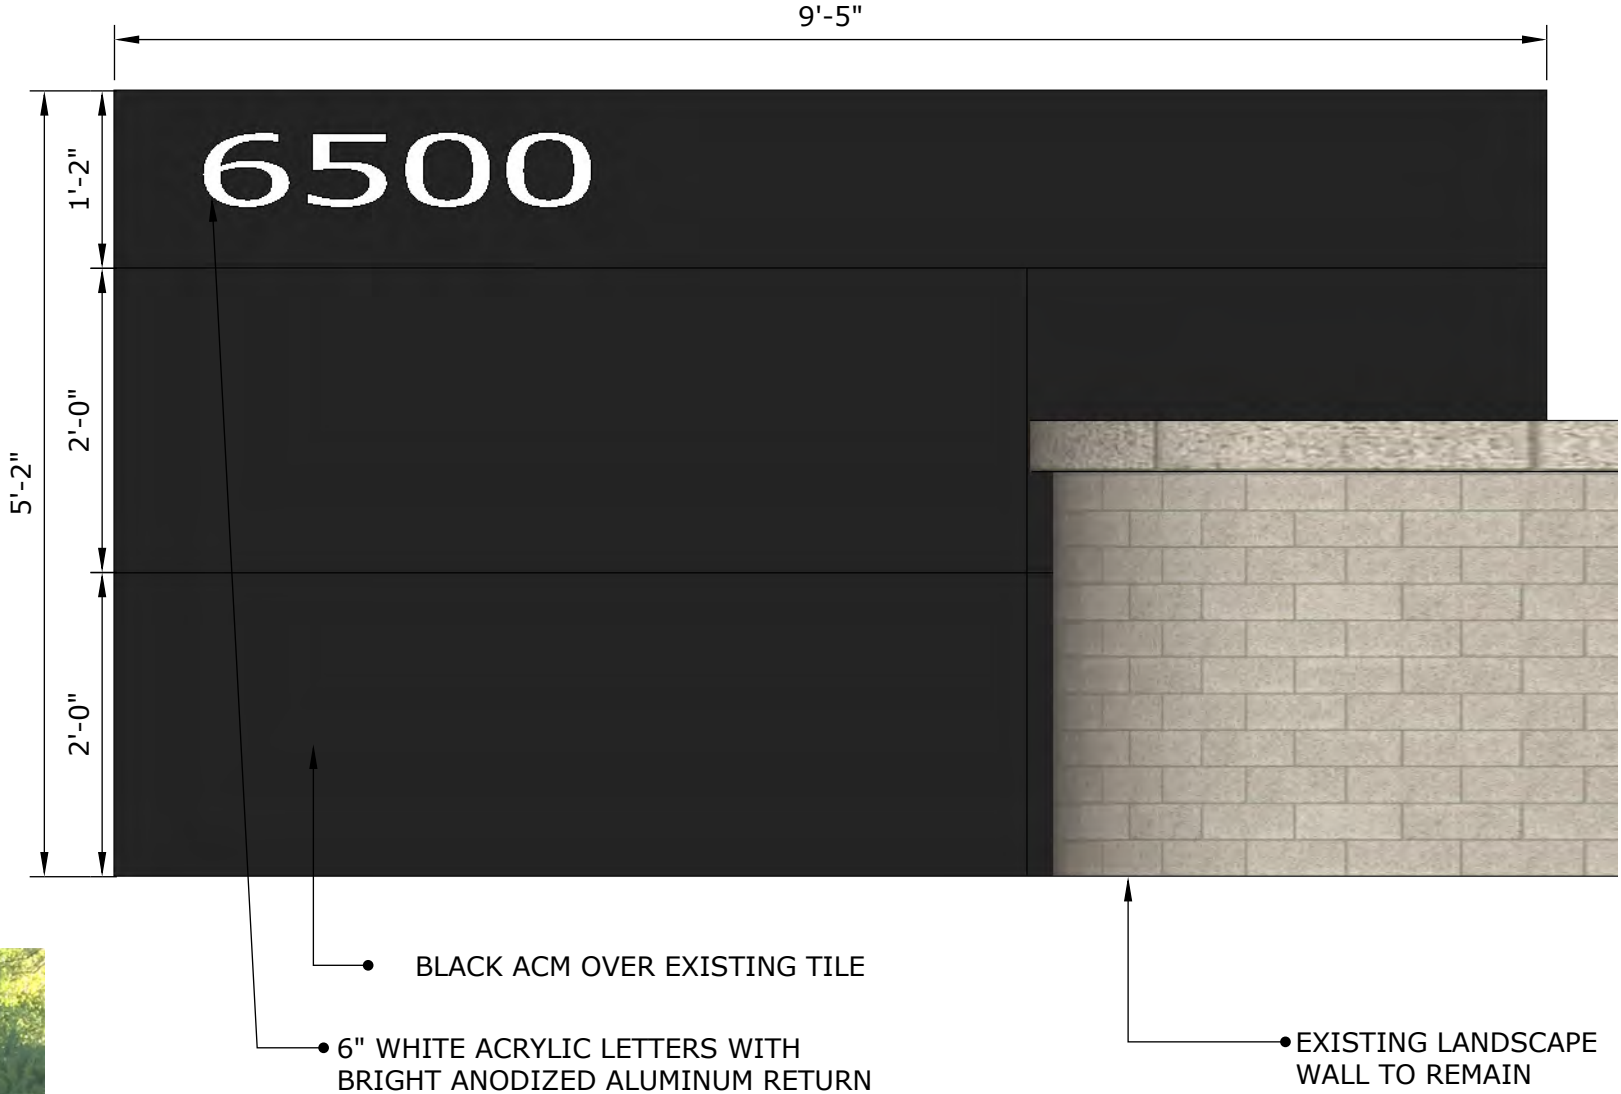 9'-5"
1'-2"
6500
2'-0"
5'-2"
2'-0"
BLACK ACM OVER EXISTING TILE
6" WHITE ACRYLIC LETTERS WITH
BRIGHT ANODIZED ALUMINUM RETURN
EXISTING LANDSCAPE
WALL TO REMAIN